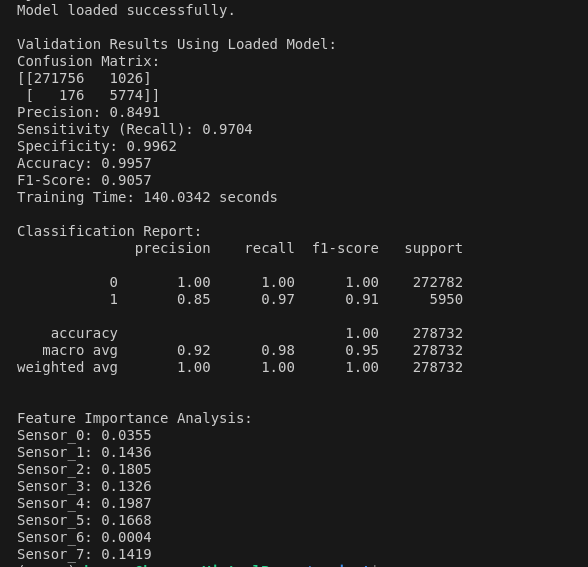 Model loaded successfully.
Validation Results Using Loaded Model:
Confusion Matrix:
[[271756   1026]
 [   176   5774]]
Precision: 0.8491
Sensitivity (Recall): 0.9704
Specificity: 0.9962
Accuracy: 0.9957
F1-Score: 0.9057
Training Time: 140.0342 seconds
Classification Report:
              precision    recall  f1-score   support
           0       1.00      1.00      1.00    272782
           1       0.85      0.97      0.91      5950
    accuracy                           1.00    278732
   macro avg       0.92      0.98      0.95    278732
weighted avg       1.00      1.00      1.00    278732
Feature Importance Analysis:
Sensor_0: 0.0355
Sensor_1: 0.1436
Sensor_2: 0.1805
Sensor_3: 0.1326
Sensor_4: 0.1987
Sensor_5: 0.1668
Sensor_6: 0.0004
Sensor_7: 0.1419